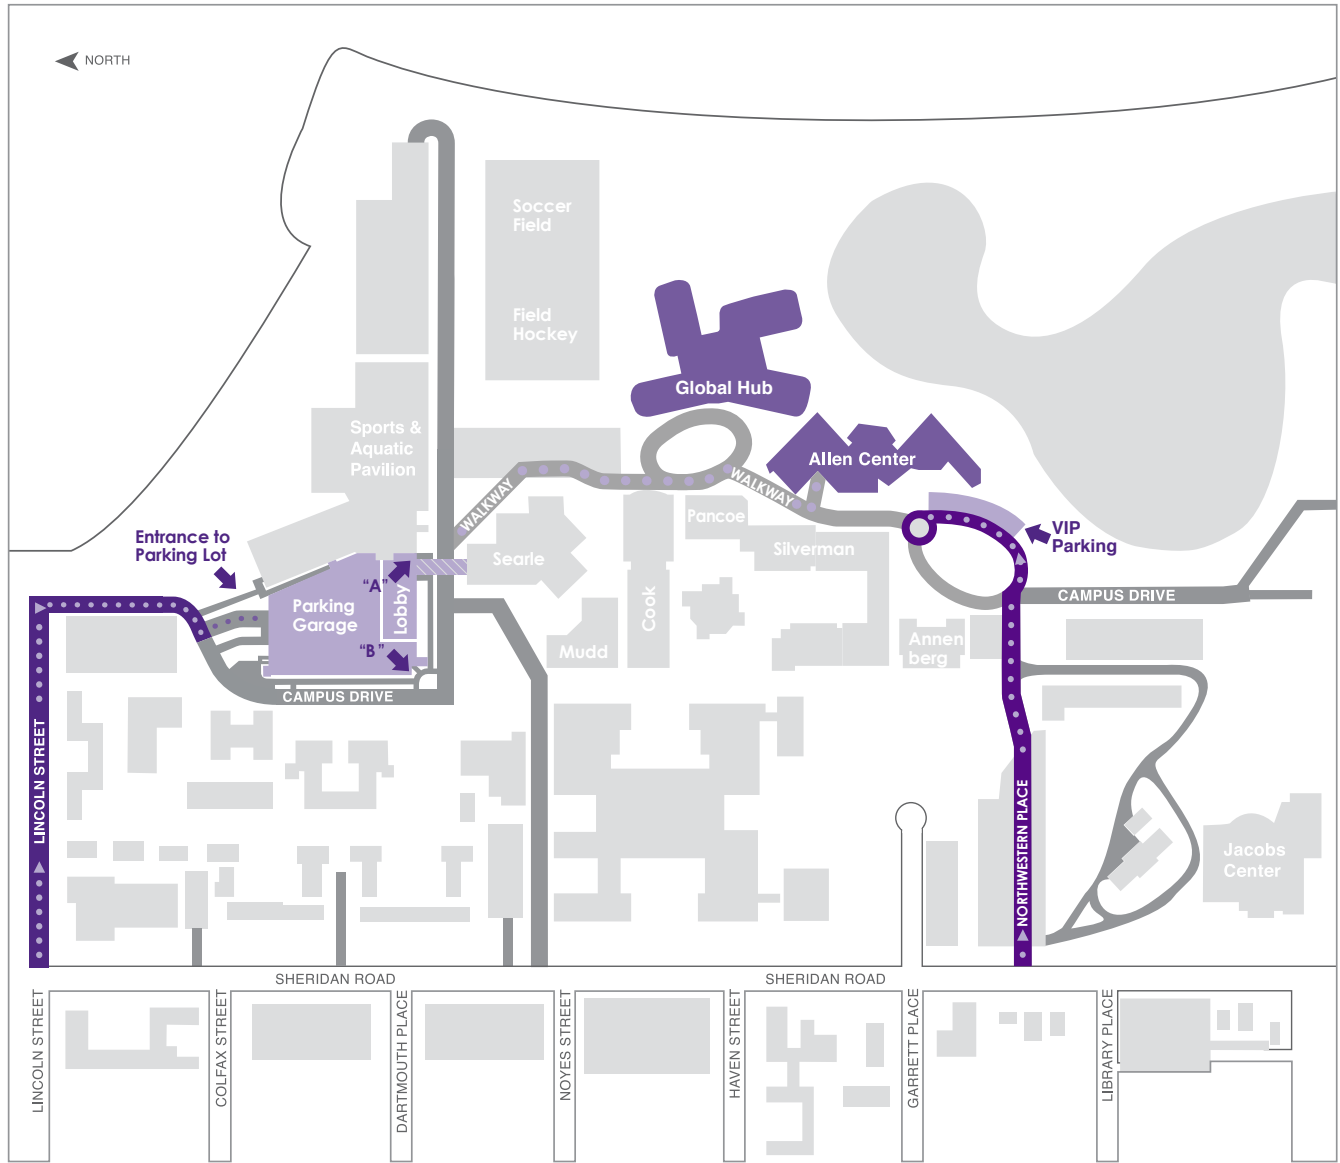 NORTH
Soccer
Field
Field
Hockey
Global Hub
Sports &
Aquatic
Pavilion
Allen Center
WALKWAY
WALKWAY
Entrance to
Parking Lot
Pancoe
Silverman
VIP
Parking
Searle
"A"
Lobby
Parking
Garage
"B"
Cook
Mudd
CAMPUS DRIVE
Annen
berg
CAMPUS DRIVE
LINCOLN STREET
NORTHWESTERN PLACE
Jacobs
Center
SHERIDAN ROAD
SHERIDAN ROAD
LINCOLN STREET
COLFAX STREET
DARTMOUTH PLACE
NOYES STREET
HAVEN STREET
GARRETT PLACE
LIBRARY PLACE